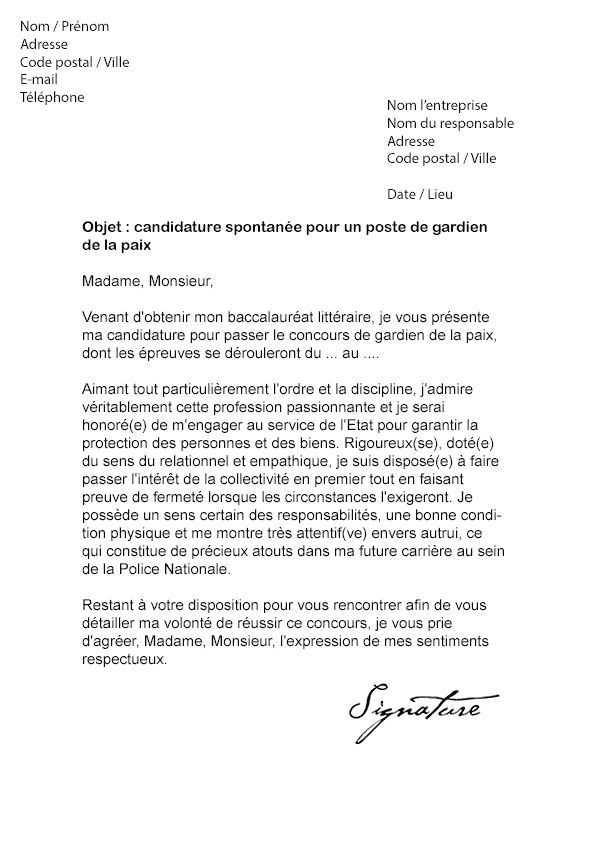 Nom / Prénom
Adresse
Code postal / Ville
E-mail
Téléphone
Nom l’entreprise
Nom du responsable
Adresse
Code postal / Ville
Date / Lieu
Objet : candidature spontanée pour un poste de gardien
de la paix
Madame, Monsieur,
Venant d'obtenir mon baccalauréat littéraire, je vous présente
ma candidature pour passer le concours de gardien de la paix,
dont les épreuves se dérouleront du ... au ....
Aimant tout particulièrement l'ordre et la discipline, j'admire
véritablement cette profession passionnante et je serai
honoré(e) de m'engager au service de l'Etat pour garantir la
protection des personnes et des biens. Rigoureux(se), doté(e)
du sens du relationnel et empathique, je suis disposé(e) à faire
passer l'intérêt de la collectivité en premier tout en faisant
preuve de fermeté lorsque les circonstances l'exigeront. Je
possède un sens certain des responsabilités, une bonne condi-
tion physique et me montre très attentif(ve) envers autrui, ce
qui constitue de précieux atouts dans ma future carrière au sein
de la Police Nationale.
Restant à votre disposition pour vous rencontrer afin de vous
détailler ma volonté de réussir ce concours, je vous prie
d'agréer, Madame, Monsieur, l'expression de mes sentiments
respectueux.
Signature